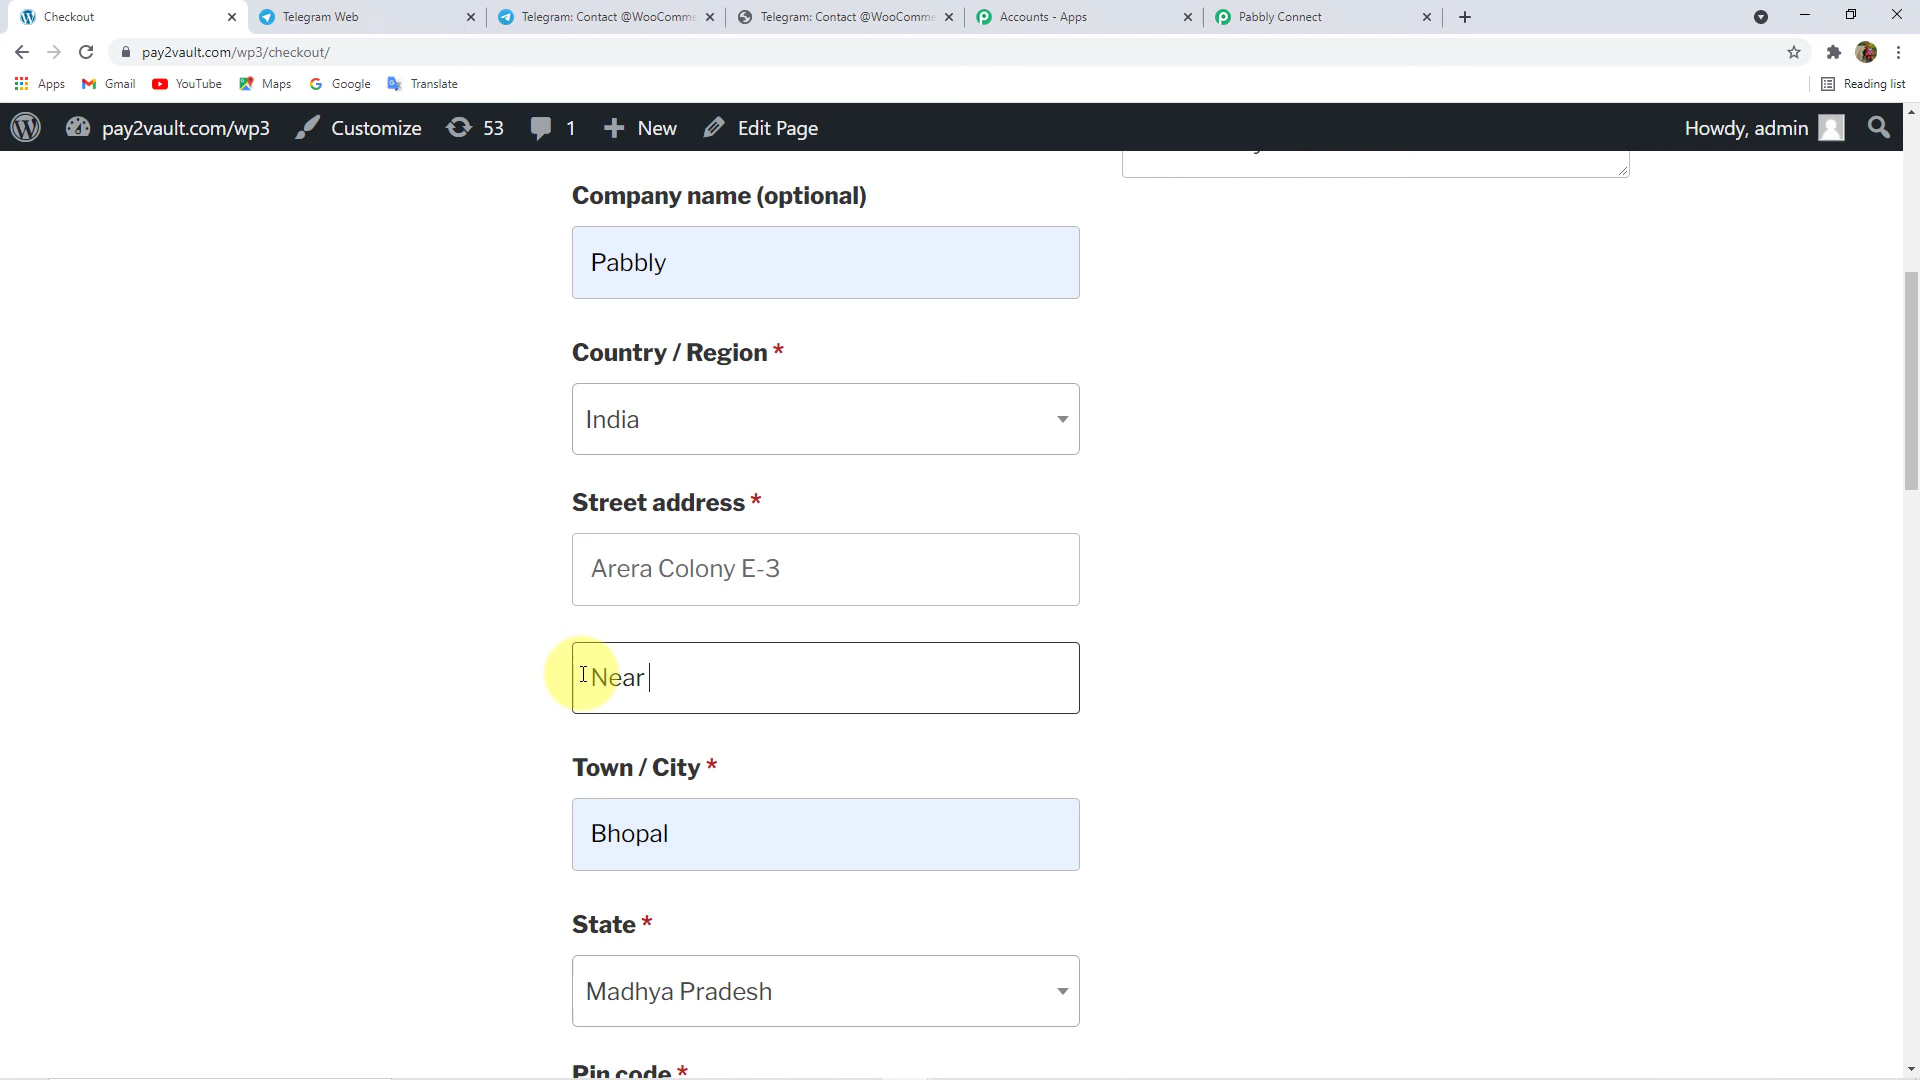 Checkout
Telegram Web
Telegram: Contact @WooComme
Telegram: Contact @WooComme
Accounts - Apps
Pabbly Connect
pay2vault.com/wp3/checkout/
Apps
Gmail
YouTube
Maps
Google
Translate
Reading list
pay2vault.com/wp3
Customize
53
1
New
Edit Page
Howdy, admin
Company name (optional)
Pabbly
Country / Region *
India
Street address *
Arera Colony E-3
Near
Town / City *
Bhopal
State *
Madhya Pradesh
Pin code *